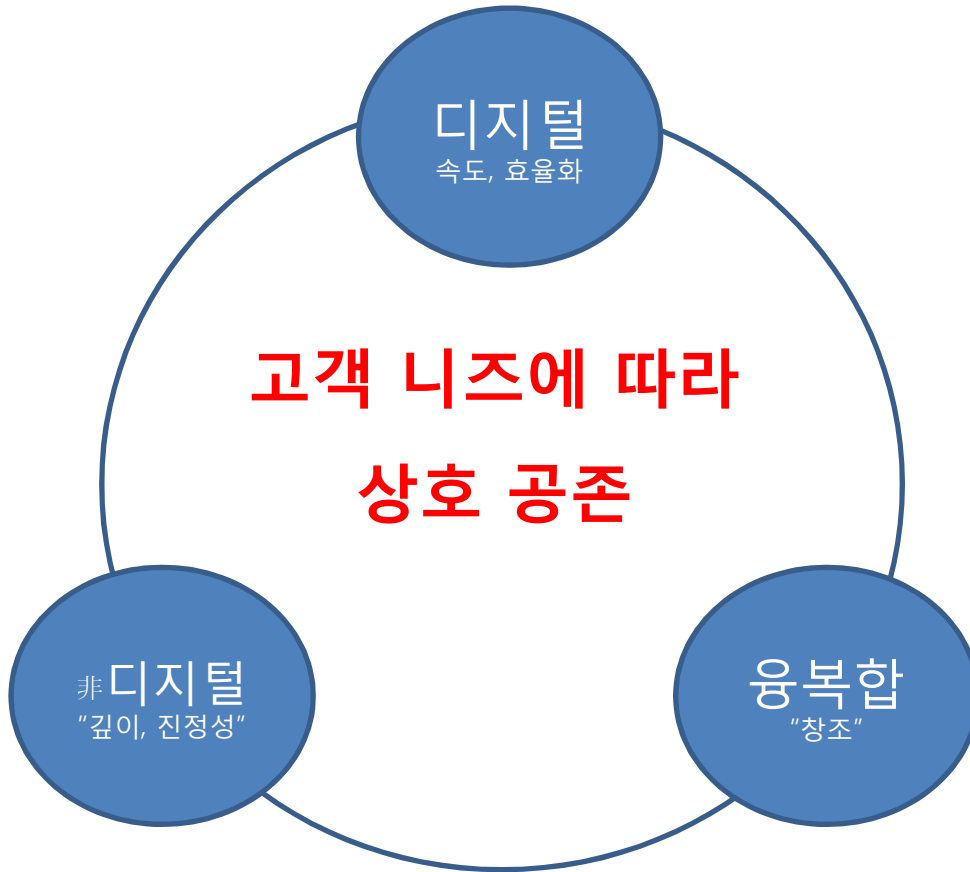 디지털
속도, 효율화
고객 니즈에 따라
상호 공존
非디지털
“깊이, 진정성”
융복합
“창조”